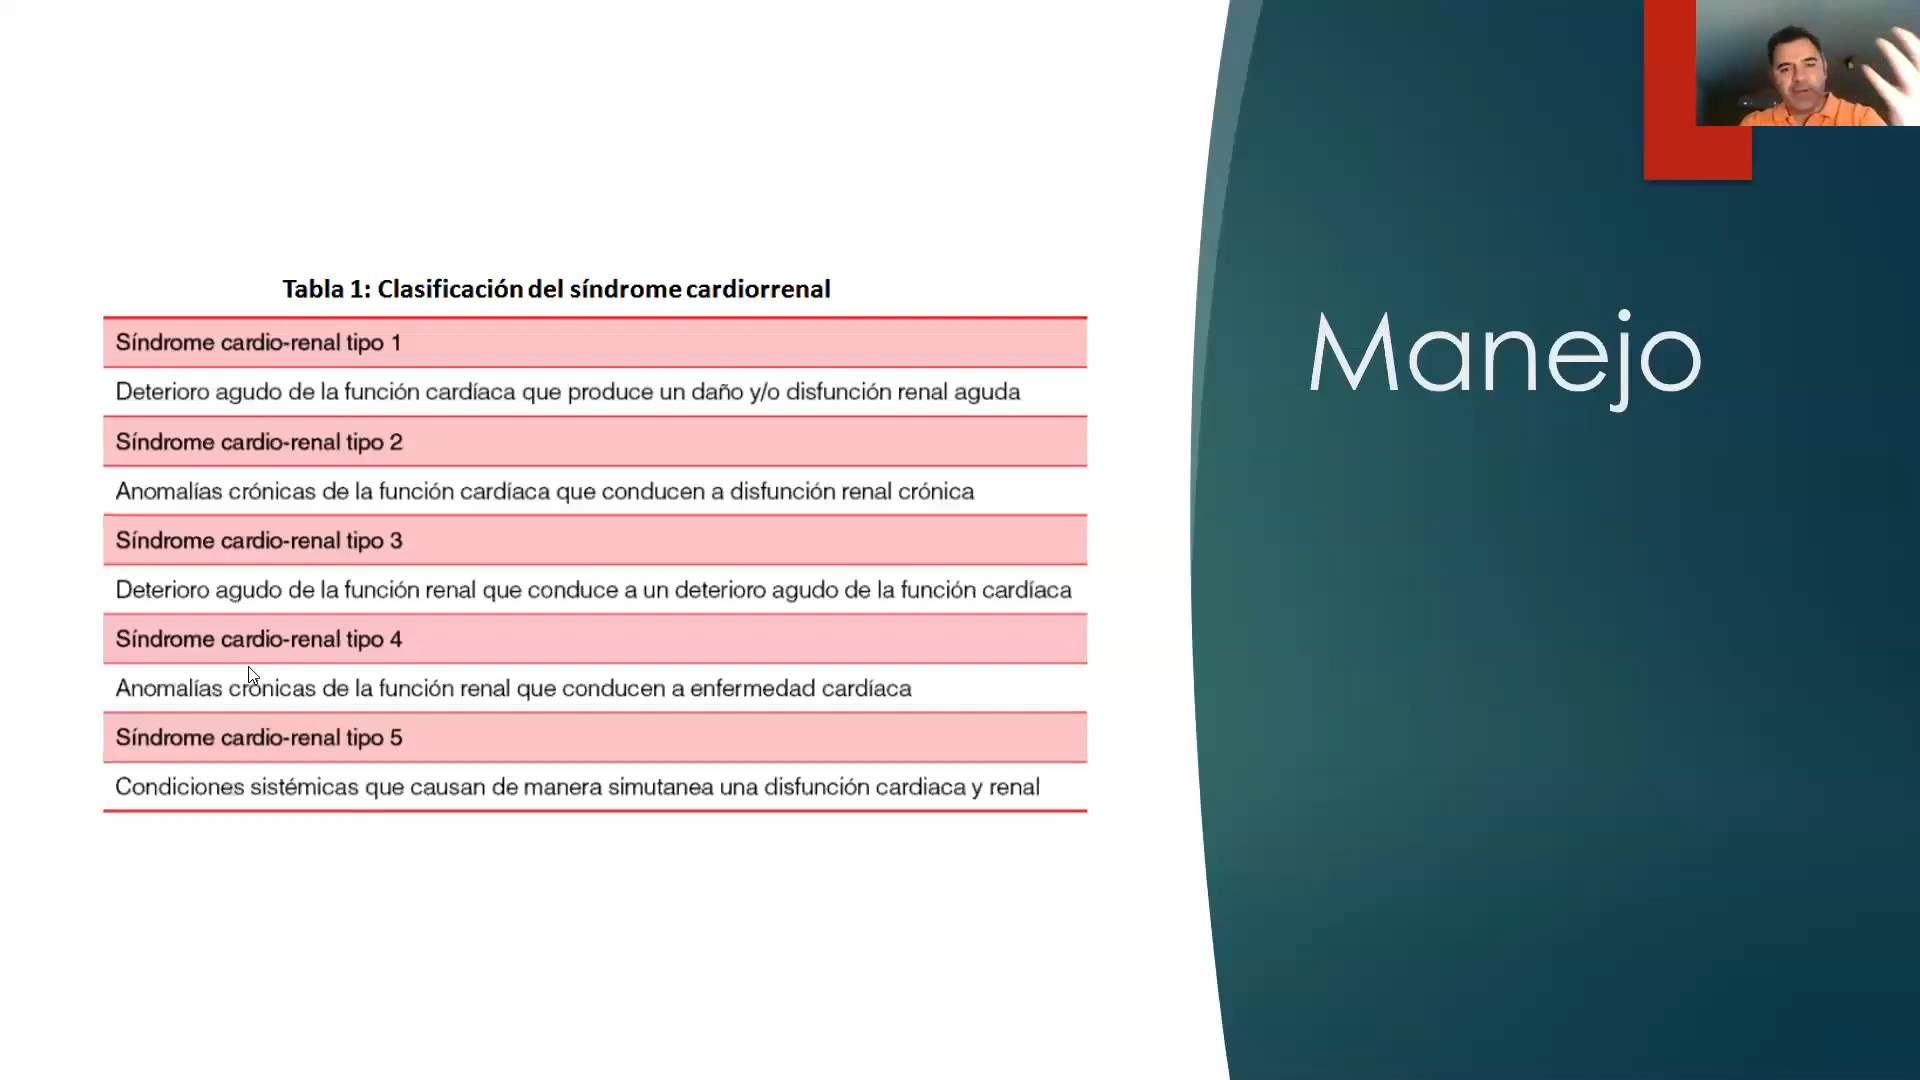 Tabla 1: Clasificación del síndrome cardiorrenal
Síndrome cardio-renal tipo 1
Deterioro agudo de la función cardíaca que produce un daño y/o disfunción renal aguda
Síndrome cardio-renal tipo 2
Anomalías crónicas de la función cardíaca que conducen a disfunción renal crónica
Síndrome cardio-renal tipo 3
Deterioro agudo de la función renal que conduce a un deterioro agudo de la función cardíaca
Síndrome cardio-renal tipo 4
Anomalías crónicas de la función renal que conducen a enfermedad cardíaca
Síndrome cardio-renal tipo 5
Condiciones sistémicas que causan de manera simutanea una disfunción cardiaca y renal
Manejo